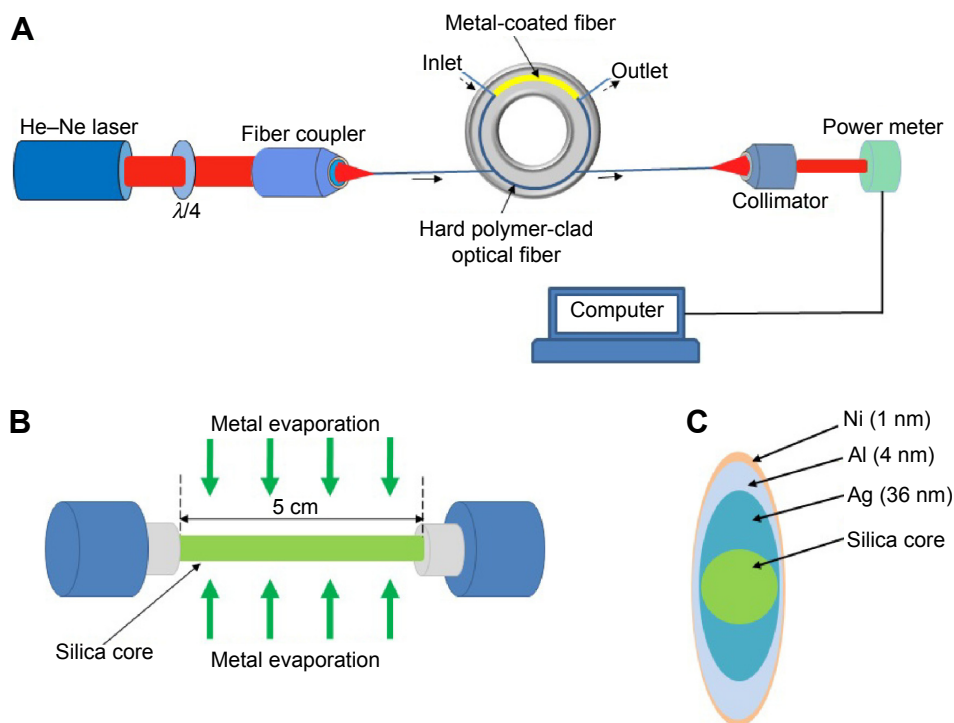 A
Metal-coated fiber
Inlet
Outlet
He–Ne laser
Fiber coupler
Power meter
λ/4
Collimator
Hard polymer-clad
optical fiber
Computer
B
Metal evaporation
5 cm
Silica core
Metal evaporation
C
Ni (1 nm)
Al (4 nm)
Ag (36 nm)
Silica core